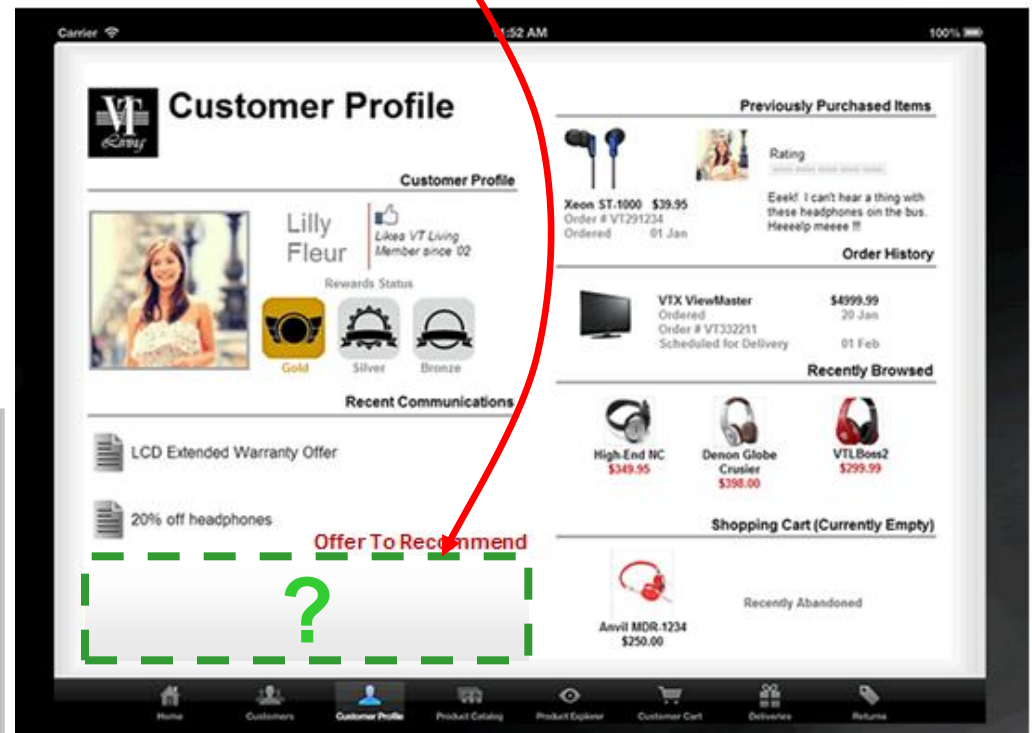 Carrier
11:52 AM
100%
VT
Living
Customer Profile
Customer Profile
Lilly
Fleur
Likes VT Living
Member since '02
Rewards Status
Gold
Silver
Bronze
Recent Communications
LCD Extended Warranty Offer
20% off headphones
Offer To Recommend
?
Previously Purchased Items
Rating
Xeon ST-1000 $39.95
Order # VT291234
Ordered 01 Jan
Eeek! I can't hear a thing with
these headphones oin the bus.
Heeeelp meeee !!!
Order History
VTX ViewMaster $4999.99
Ordered 20 Jan
Order # VT332211
Scheduled for Delivery 01 Feb
Recently Browsed
High-End NC
$349.95
Denon Globe
Crusier
$398.00
VTLBoss2
$299.99
Shopping Cart (Currently Empty)
Anvil MDR-1234
$250.00
Recently Abandoned
Home
Customers
Customer Profile
Product Catalog
Product Explorer
Customer Cart
Deliveries
Returns